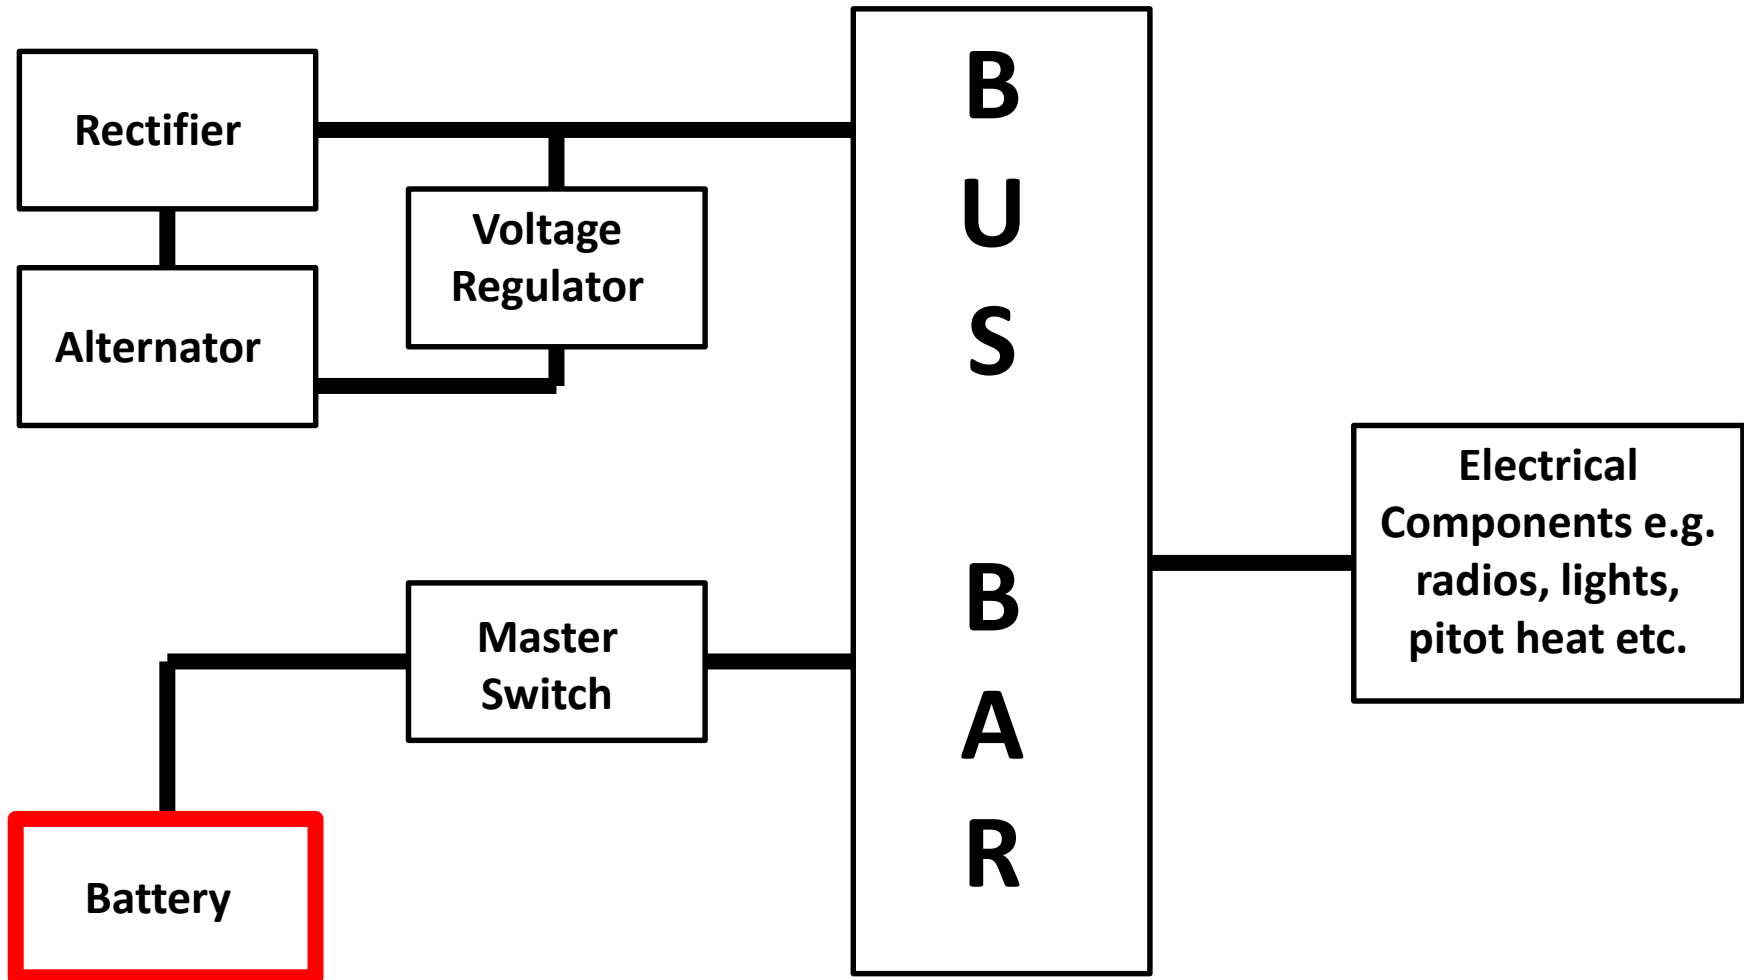 Rectifier
Voltage
Regulator
Alternator
B
U
S
B
A
R
Electrical
Components e.g.
radios, lights,
pitot heat etc.
Master
Switch
Battery